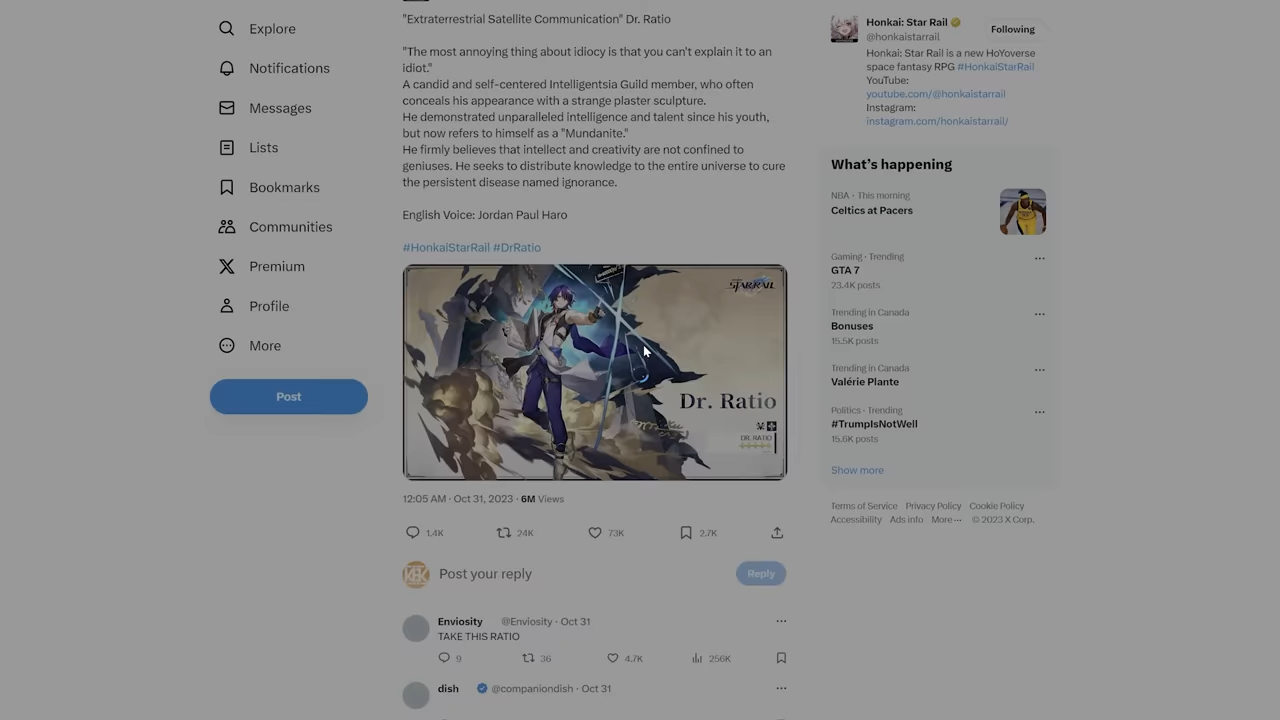 Explore
Notifications
Messages
Lists
Bookmarks
Communities
Premium
Profile
More
Post
"Extraterrestrial Satellite Communication" Dr. Ratio
"The most annoying thing about idiocy is that you can't explain it to an
idiot."
A candid and self-centered Intelligentsia Guild member, who often
conceals his appearance with a strange plaster sculpture.
He demonstrated unparalleled intelligence and talent since his youth,
but now refers to himself as a "Mundanite."
He firmly believes that intellect and creativity are not confined to
geniuses. He seeks to distribute knowledge to the entire universe to cure
the persistent disease named ignorance.
English Voice: Jordan Paul Haro
#HonkaiStarRail #DrRatio
STAR RAIL
Dr. Ratio
DR. RATIO
12:05 AM · Oct 31, 2023 · 6M Views
1.4K 24K 73K 2.7K
Post your reply
Reply
Enviosity @Enviosity · Oct 31
TAKE THIS RATIO
9 36 4.7K 256K
dish @companiondish · Oct 31
Honkai: Star Rail
@honkaistarrail
Following
Honkai: Star Rail is a new HoYoverse
space fantasy RPG #HonkaiStarRail
YouTube:
youtube.com/@honkaistarrail
Instagram:
instagram.com/honkaistarrail/
What's happening
NBA · This morning
Celtics at Pacers
Gaming · Trending
GTA 7
23.4K posts
Trending in Canada
Bonuses
15.5K posts
Trending in Canada
Valérie Plante
Politics · Trending
#TrumpIsNotWell
15.6K posts
Show more
Terms of Service Privacy Policy Cookie Policy
Accessibility Ads info More ··· © 2023 X Corp.